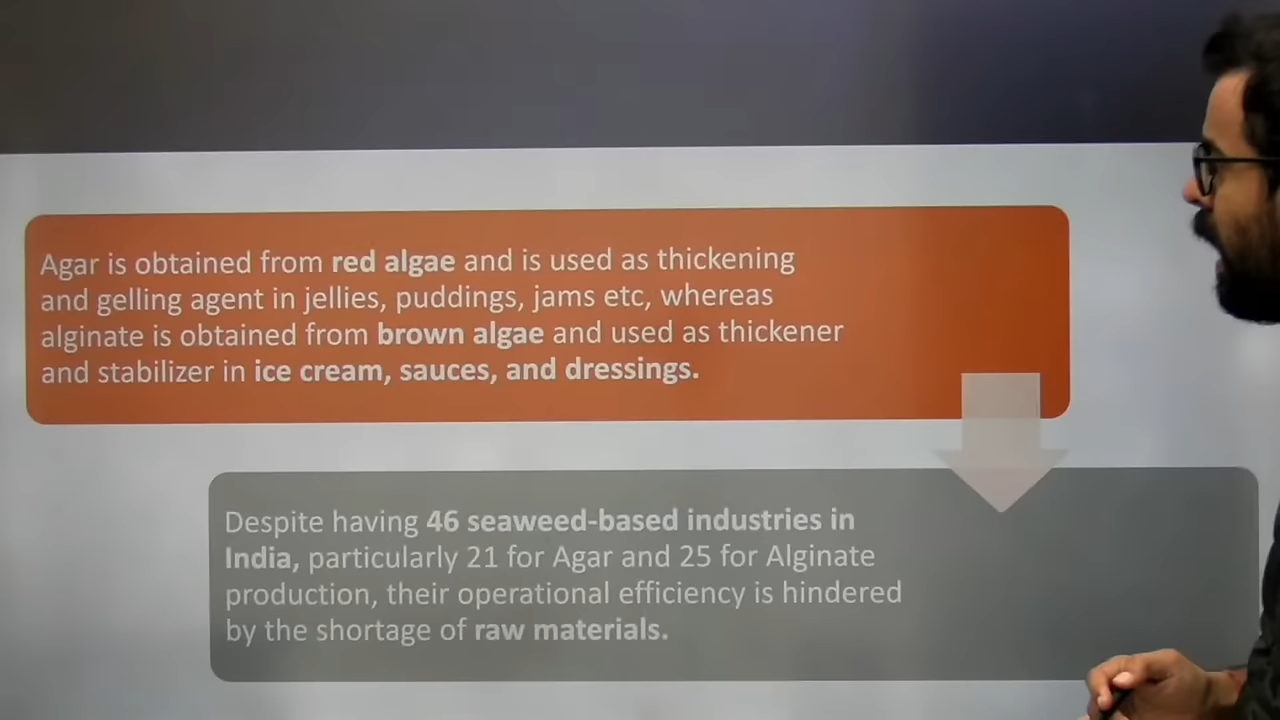 Agar is obtained from red algae and is used as thickening
and gelling agent in jellies, puddings, jams etc, whereas
alginate is obtained from brown algae and used as thickener
and stabilizer in ice cream, sauces, and dressings.
Despite having 46 seaweed-based industries in
India, particularly 21 for Agar and 25 for Alginate
production, their operational efficiency is hindered
by the shortage of raw materials.